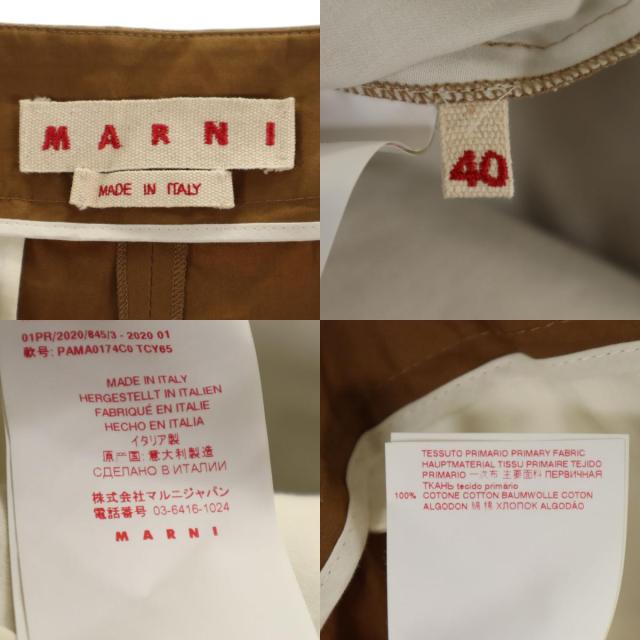 MARNI
MADE IN ITALY
40
01PR/2020/845/3 - 2020 01
款号: PAMA0174C0 TCY65
MADE IN ITALY
HERGESTELLT IN ITALIEN
FABRIQUÉ EN ITALIE
HECHO EN ITALIA
イタリア製
原产国: 意大利製造
СДЕЛАНО В ИТАЛИИ
株式会社マルニジャパン
電話番号 03-6416-1024
MARNI
TESSUTO PRIMARIO PRIMARY FABRIC
HAUPTMATERIAL TISSU PRIMAIRE TEJIDO
PRIMARIO 一次布 主要面料 ПЕРВИЧНАЯ
ТКАНЬ tecido primário
100% COTONE COTTON BAUMWOLLE COTON
ALGODON 綿 棉 ХЛОПОК ALGODÃO